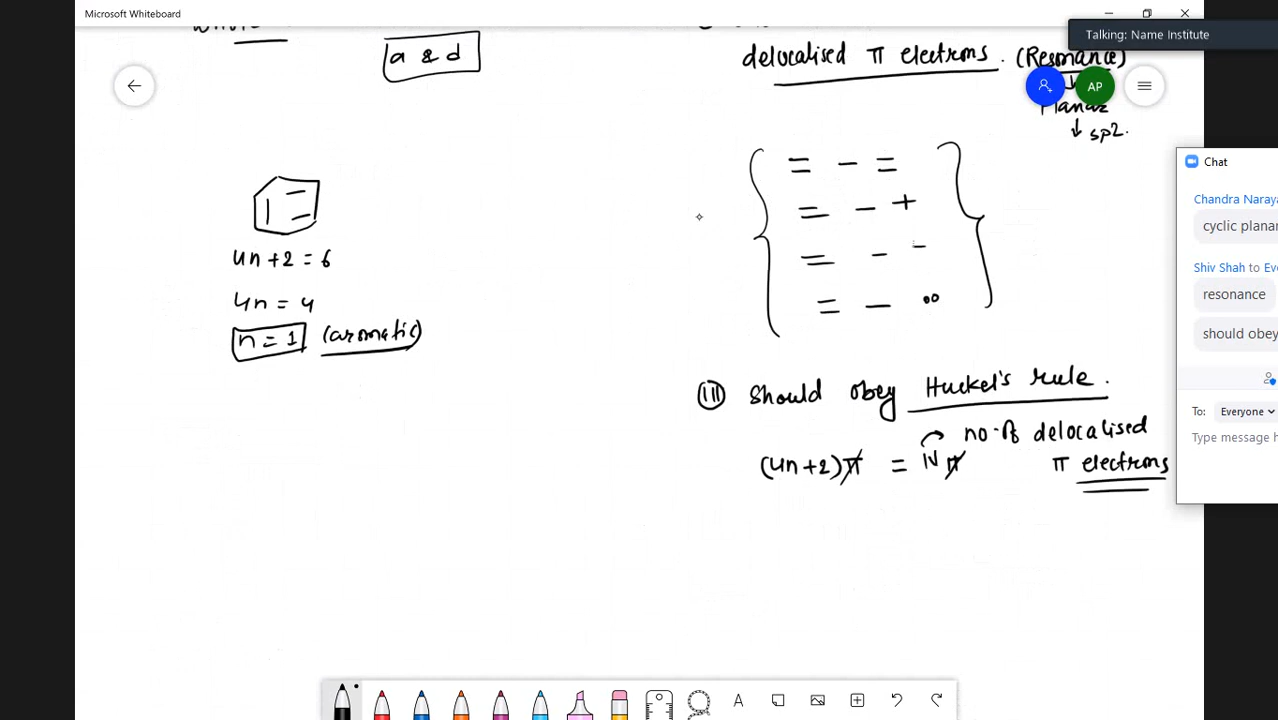 Microsoft Whiteboard
Talking: Name Institute
a & d
delocalised π electrons. (Resonance)
↓
Planar
↓ sp2.
AP
4n+2 = 6
4n = 4
n = 1 (aromatic)
= - =
= - +
= - -
= - ••
(III) Should obey Huckel's rule.
(4n+2)π = Nπ
no. of delocalised
π electrons
Chat
Chandra Naraya
cyclic planar
Shiv Shah to Eve
resonance
should obey
To: Everyone
Type message h
A